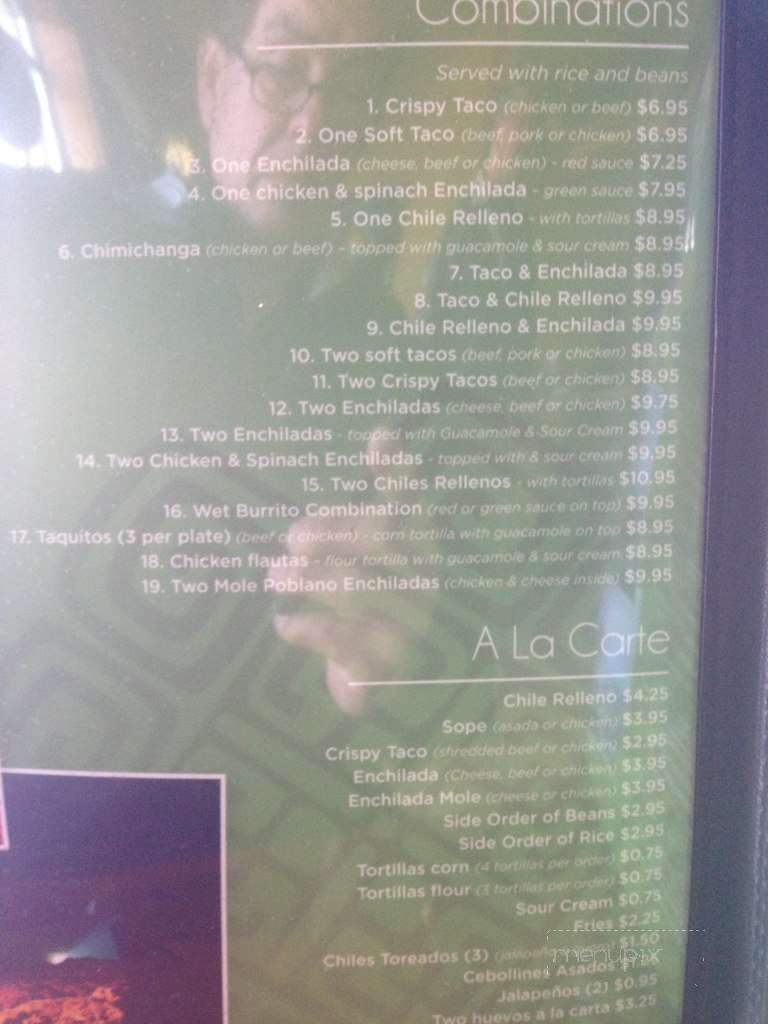 Combinations
Served with rice and beans
1. Crispy Taco (chicken or beef) $6.95
2. One Soft Taco (beef, pork or chicken) $6.95
13. One Enchilada (cheese, beef or chicken) - red sauce $7.25
4. One chicken & spinach Enchilada - green sauce $7.95
5. One Chile Relleno - with tortillas $8.95
6. Chimichanga (chicken or beef) - topped with guacamole & sour cream $8.95
7. Taco & Enchilada $8.95
8. Taco & Chile Relleno $9.95
9. Chile Relleno & Enchilada $9.95
10. Two soft tacos (beef, pork or chicken) $8.95
11. Two Crispy Tacos (beef or chicken) $8.95
12. Two Enchiladas (cheese, beef or chicken) $9.75
13. Two Enchiladas - topped with Guacamole & Sour Cream $9.95
14. Two Chicken & Spinach Enchiladas - topped with & sour cream $9.95
15. Two Chiles Rellenos - with tortillas $10.95
16. Wet Burrito Combination (red or green sauce on top) $9.95
17. Taquitos (3 per plate) (beef or chicken) - corn tortilla with guacamole on top $8.95
18. Chicken flautas - flour tortilla with guacamole & sour cream $8.95
19. Two Mole Poblano Enchiladas (chicken & cheese inside) $9.95
A La Carte
Chile Relleno $4.25
Sope (asada or chicken) $3.95
Crispy Taco (shredded beef or chicken) $2.95
Enchilada (Cheese, beef or chicken) $3.95
Enchilada Mole (cheese or chicken) $3.95
Side Order of Beans $2.95
Side Order of Rice $2.95
Tortillas corn (4 tortillas per order) $0.75
Tortillas flour (3 tortillas per order) $0.75
Sour Cream $0.75
Fries $2.25
Chiles Toreados (3) $1.50
Cebollines Asados
Jalapeños (2) $0.95
Two huevos a la carta $3.25
menupix